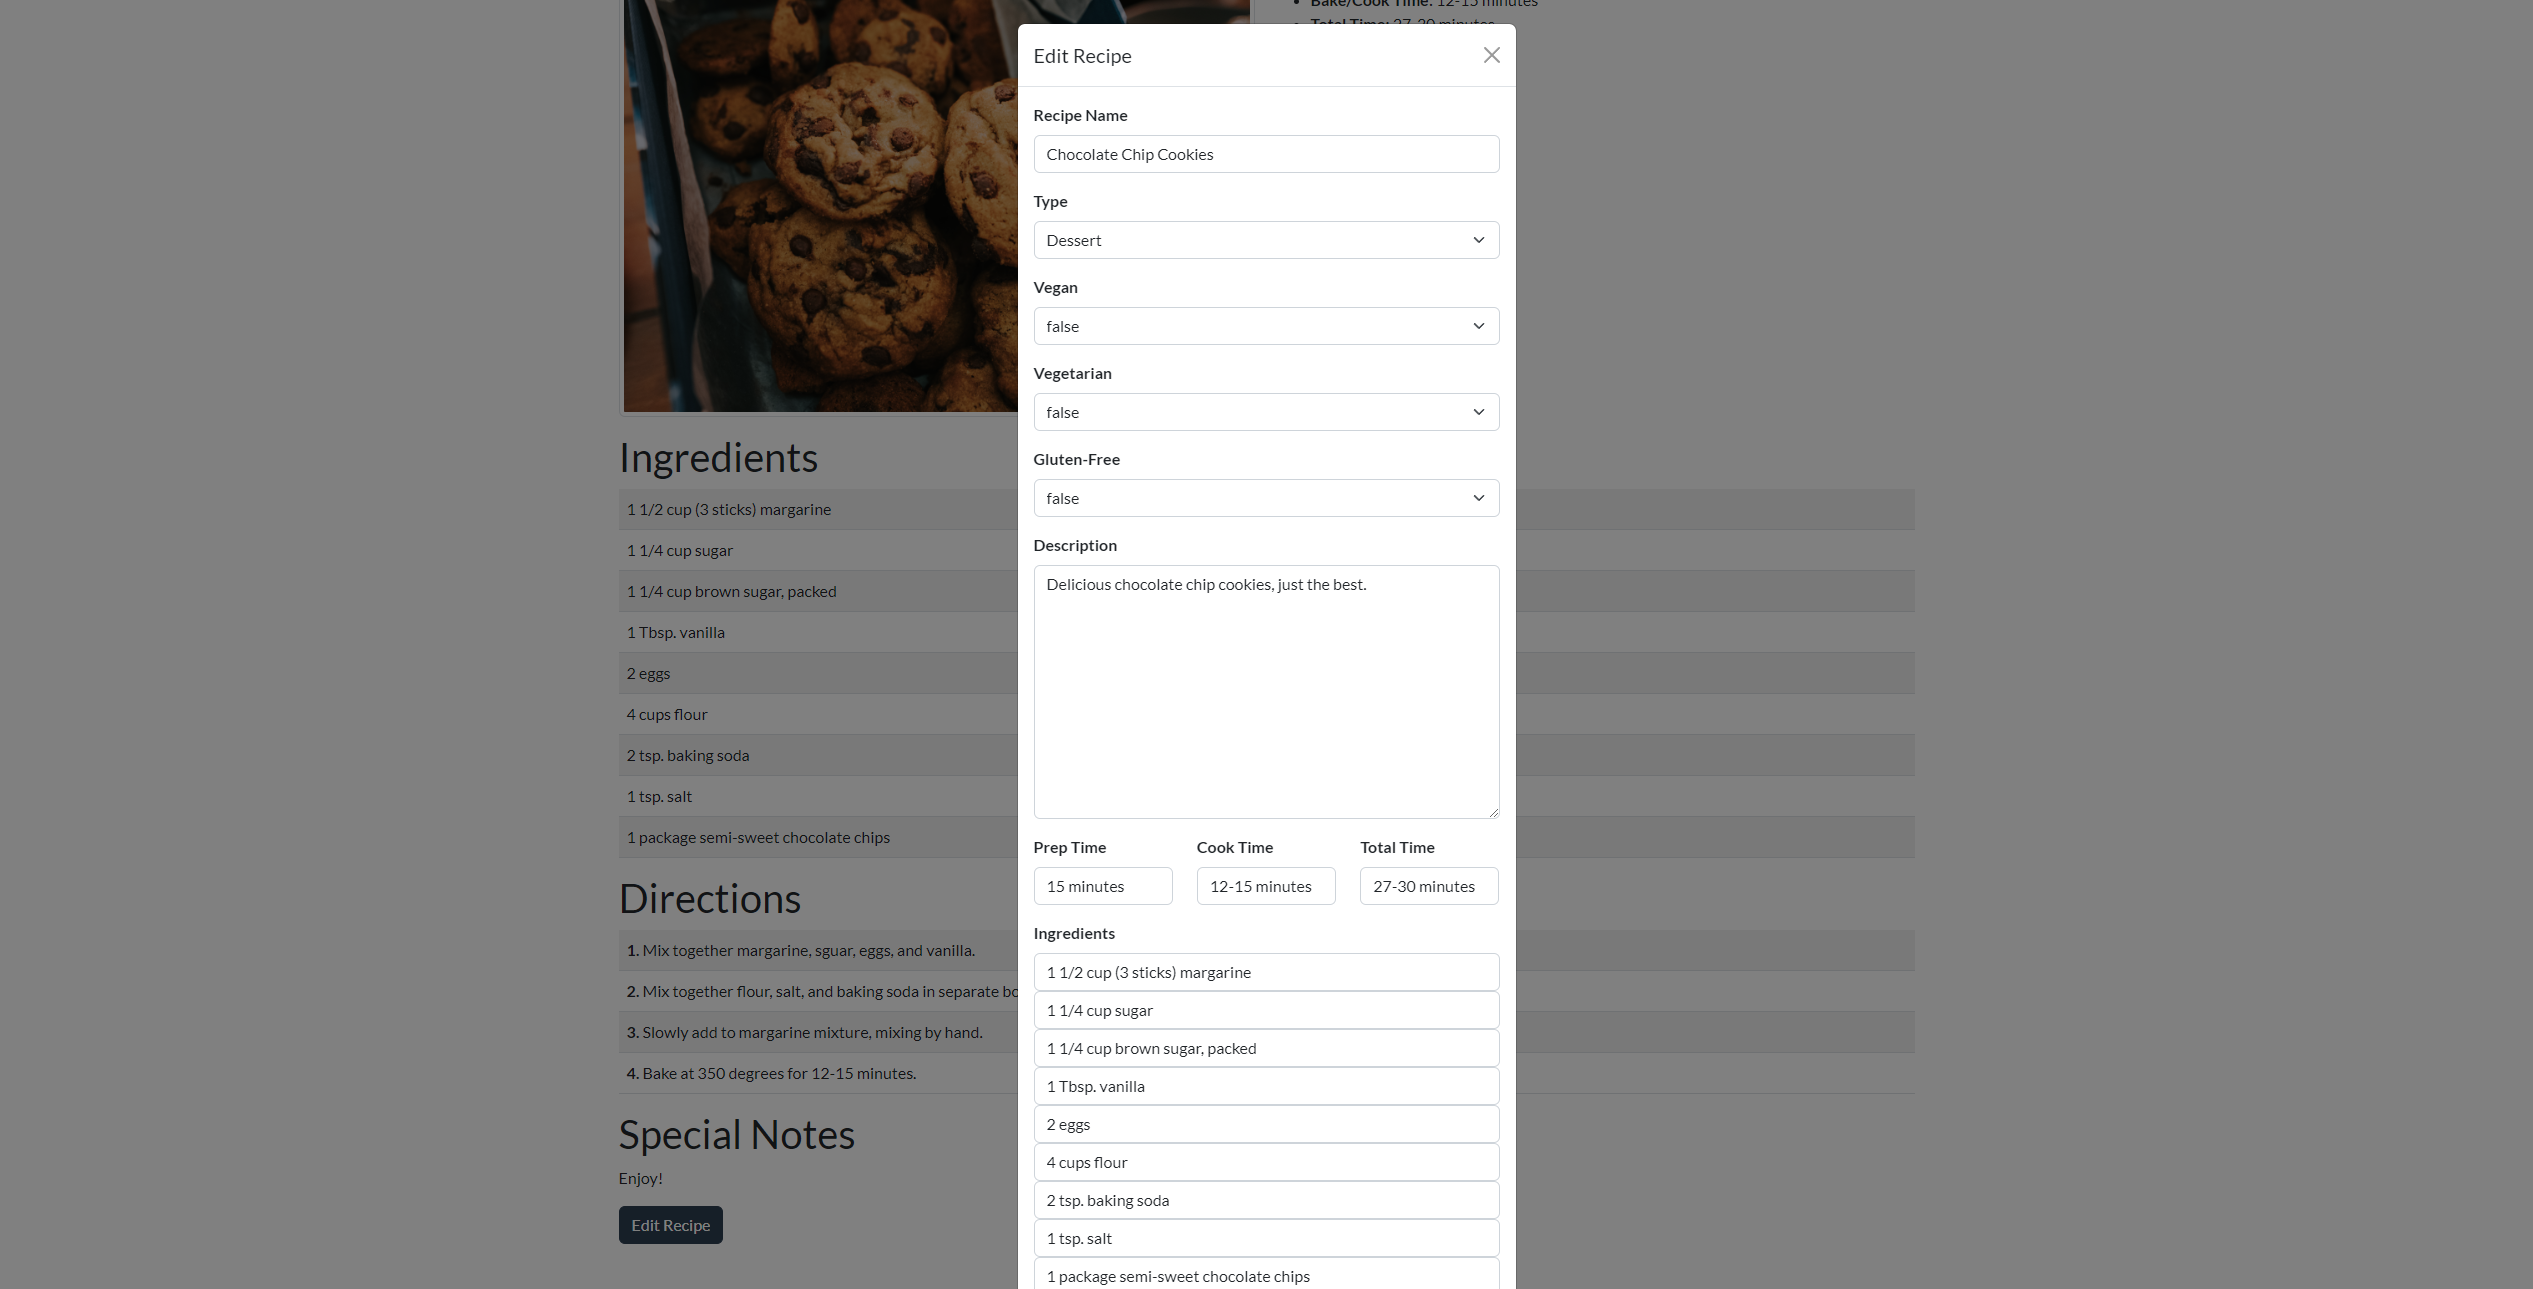 Bake/Cook Time: 12-15 minutes
Total Time: 27-30 minutes
Edit Recipe
Recipe Name
Chocolate Chip Cookies
Type
Dessert
Vegan
false
Vegetarian
false
Gluten-Free
false
Description
Delicious chocolate chip cookies, just the best.
Prep Time Cook Time Total Time
15 minutes 12-15 minutes 27-30 minutes
Ingredients
1 1/2 cup (3 sticks) margarine
1 1/4 cup sugar
1 1/4 cup brown sugar, packed
1 Tbsp. vanilla
2 eggs
4 cups flour
2 tsp. baking soda
1 tsp. salt
1 package semi-sweet chocolate chips
Ingredients
1 1/2 cup (3 sticks) margarine
1 1/4 cup sugar
1 1/4 cup brown sugar, packed
1 Tbsp. vanilla
2 eggs
4 cups flour
2 tsp. baking soda
1 tsp. salt
1 package semi-sweet chocolate chips
Directions
1. Mix together margarine, sguar, eggs, and vanilla.
2. Mix together flour, salt, and baking soda in separate
3. Slowly add to margarine mixture, mixing by hand.
4. Bake at 350 degrees for 12-15 minutes.
Special Notes
Enjoy!
Edit Recipe